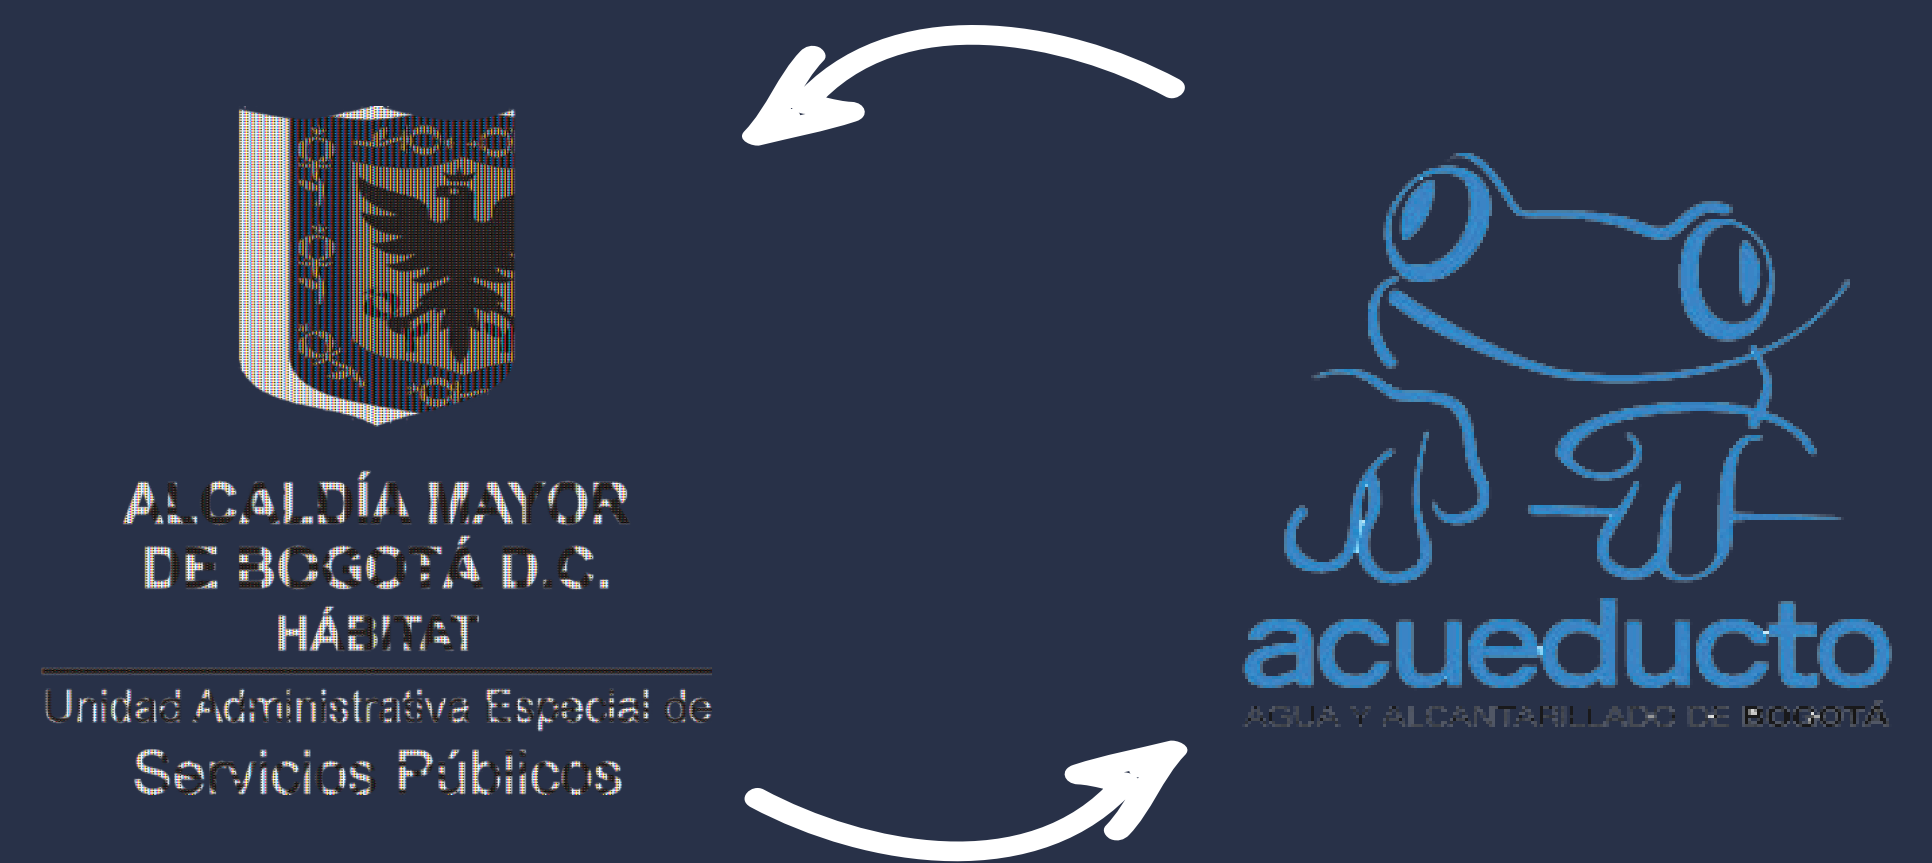 ALCALDÍA MAYOR
DE BOGOTÁ D.C.
HÁBITAT
Unidad Administrativa Especial de
Servicios Públicos
acueducto
AGUA Y ALCANTARILLADO DE BOGOTÁ